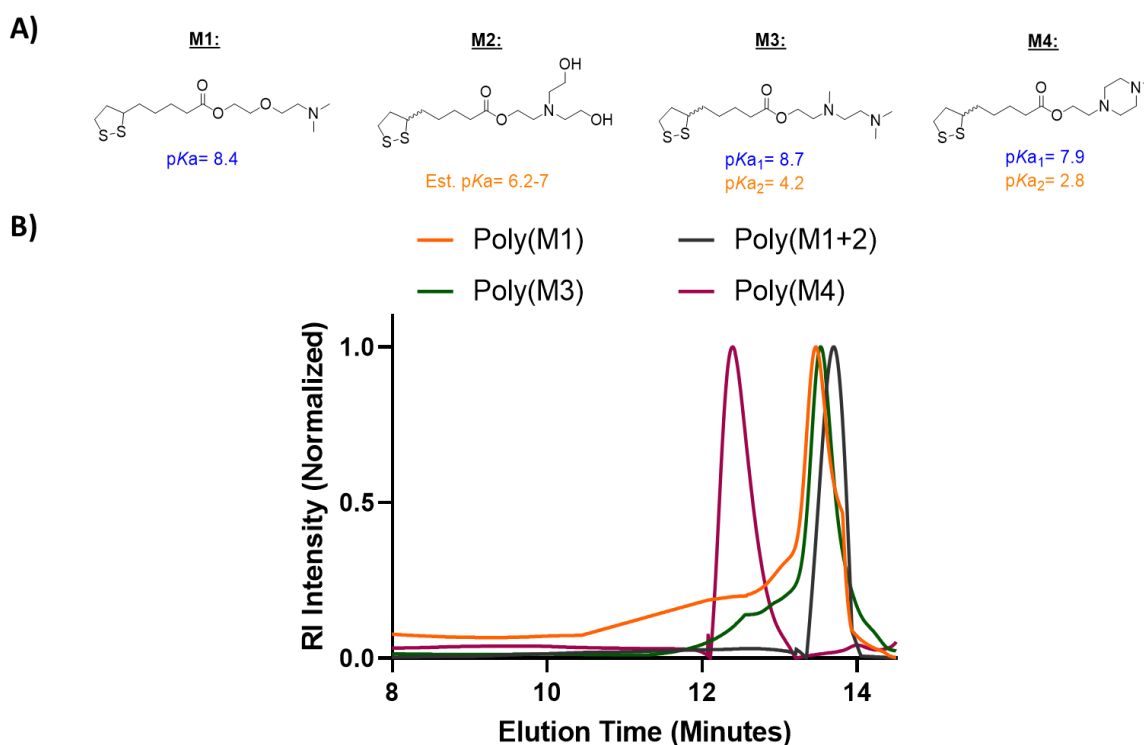 A)
M1: M2: M3: M4:
OH
O O O O
O O N O N OH O N N O N N
S S S S S S S S
pKa= 8.4 Est. pKa= 6.2-7 pKa1= 8.7 pKa1= 7.9
pKa2= 4.2 pKa2= 2.8
B)
Poly(M1) Poly(M1+2)
Poly(M3) Poly(M4)
RI Intensity (Normalized)
1.0
0.5
0.0
8 10 12 14
Elution Time (Minutes)